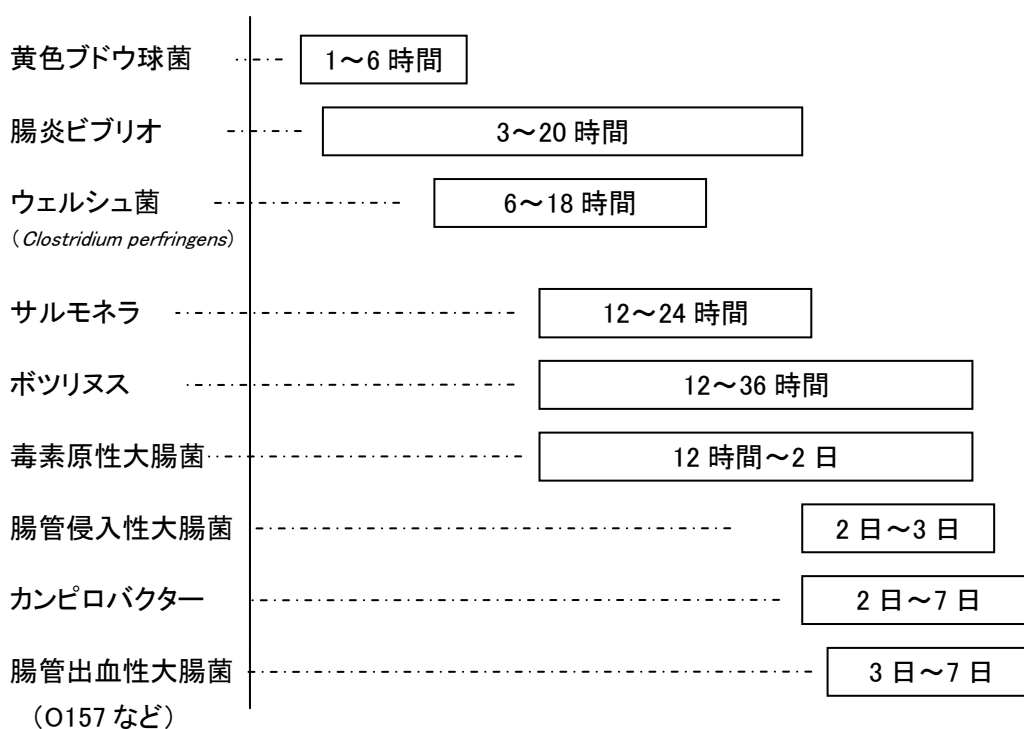 黄色ブドウ球菌 1～6 時間
腸炎ビブリオ 3～20 時間
ウェルシュ菌 6～18 時間
（Clostridium perfringens）
サルモネラ 12～24 時間
ボツリヌス 12～36 時間
毒素原性大腸菌 12 時間～2 日
腸管侵入性大腸菌 2 日～3 日
カンピロバクター 2 日～7 日
腸管出血性大腸菌 3 日～7 日
（O157 など）